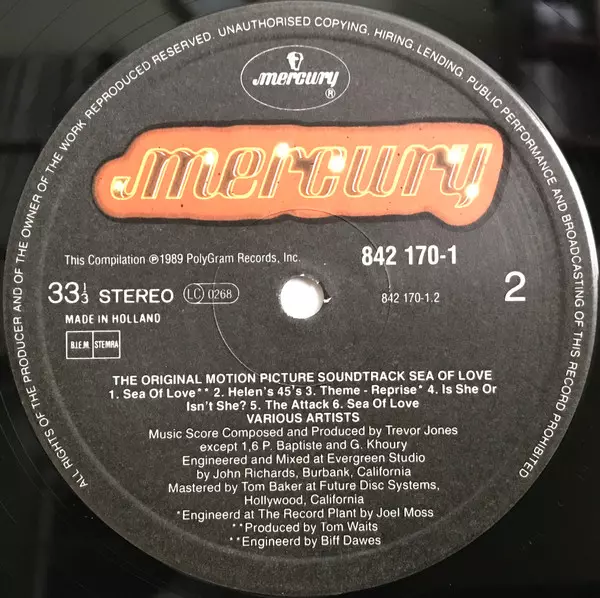 ALL RIGHTS OF THE PRODUCER AND OF THE OWNER OF THE WORK REPRODUCED RESERVED. UNAUTHORISED COPYING, HIRING, LENDING, PUBLIC PERFORMANCE AND BROADCASTING OF THIS RECORD PROHIBITED
mercury
®
mercury
This Compilation ℗1989 PolyGram Records, Inc.
842 170-1
33⅓ STEREO LC 0268
842 170-1.2
2
MADE IN HOLLAND
B.I.E.M. STEMRA
THE ORIGINAL MOTION PICTURE SOUNDTRACK SEA OF LOVE
1. Sea Of Love** 2. Helen's 45's 3. Theme - Reprise* 4. Is She Or
Isn't She? 5. The Attack 6. Sea Of Love
VARIOUS ARTISTS
Music Score Composed and Produced by Trevor Jones
except 1,6 P. Baptiste and G. Khoury
Engineered and Mixed at Evergreen Studio
by John Richards, Burbank, California
Mastered by Tom Baker at Future Disc Systems,
Hollywood, California
*Engineerd at The Record Plant by Joel Moss
**Produced by Tom Waits
**Engineerd by Biff Dawes